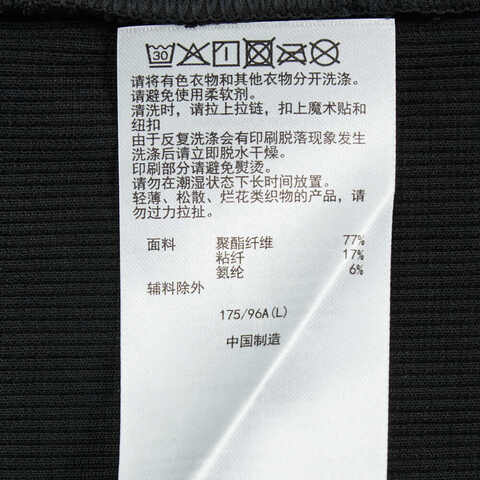 30
请将有色衣物和其他衣物分开洗涤.
请避免使用柔软剂.
清洗时，请拉上拉链，扣上魔术贴和
纽扣
由于反复洗涤会有印刷脱落现象发生
洗涤后请立即脱水干燥。
印刷部分请避免熨烫。
请勿在潮湿状态下长时间放置。
轻薄、松散、烂花类织物的产品，请
勿过力拉扯。
面料 聚酯纤维 77%
粘纤 17%
氨纶 6%
辅料除外
175/96A(L)
中国制造